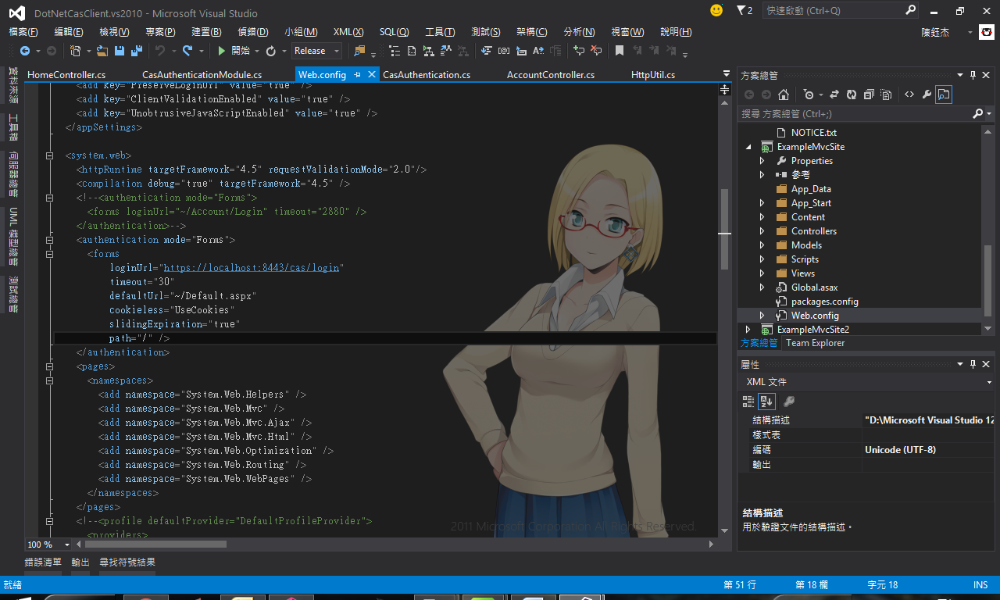 DotNetCasClient.vs2010 - Microsoft Visual Studio
2
快速啟動 (Ctrl+Q)
檔案(F) 編輯(E) 檢視(V) 專案(P) 建置(B) 偵錯(D) 小組(M) XML(X) SQL(Q) 工具(T) 測試(S) 架構(C) 分析(N) 視窗(W) 說明(H)
陳鈺杰
開始 Release
資料來源
工具箱
伺服器總管
UML 模型總管
測試總管
HomeController.cs CasAuthenticationModule.cs Web.config CasAuthentication.cs AccountController.cs HttpUtil.cs
<add key="PreserveLoginUrl" value="true" />
<add key="ClientValidationEnabled" value="true" />
<add key="UnobtrusiveJavaScriptEnabled" value="true" />
</appSettings>
<system.web>
<httpRuntime targetFramework="4.5" requestValidationMode="2.0"/>
<compilation debug="true" targetFramework="4.5" />
<!--<authentication mode="Forms">
<forms loginUrl="~/Account/Login" timeout="2880" />
</authentication>-->
<authentication mode="Forms">
<forms
loginUrl="https://localhost:8443/cas/login"
timeout="30"
defaultUrl="~/Default.aspx"
cookieless="UseCookies"
slidingExpiration="true"
path="/" />
</authentication>
<pages>
<namespaces>
<add namespace="System.Web.Helpers" />
<add namespace="System.Web.Mvc" />
<add namespace="System.Web.Mvc.Ajax" />
<add namespace="System.Web.Mvc.Html" />
<add namespace="System.Web.Optimization" />
<add namespace="System.Web.Routing" />
<add namespace="System.Web.WebPages" />
</namespaces>
</pages>
<!--<profile defaultProvider="DefaultProfileProvider">
<providers>
2011 Microsoft Corporation All Rights Reserved.
100 %
方案總管
搜尋 方案總管 (Ctrl+;)
NOTICE.txt
ExampleMvcSite
Properties
參考
App_Data
App_Start
Content
Controllers
Models
Scripts
Views
Global.asax
packages.config
Web.config
ExampleMvcSite2
方案總管 Team Explorer
屬性
XML 文件
結構描述 "D:\Microsoft Visual Studio 12
樣式表
編碼 Unicode (UTF-8)
輸出
結構描述
用於驗證文件的結構描述。
錯誤清單 輸出 尋找符號結果
就緒 第 51 行 第 18 欄 字元 18 INS